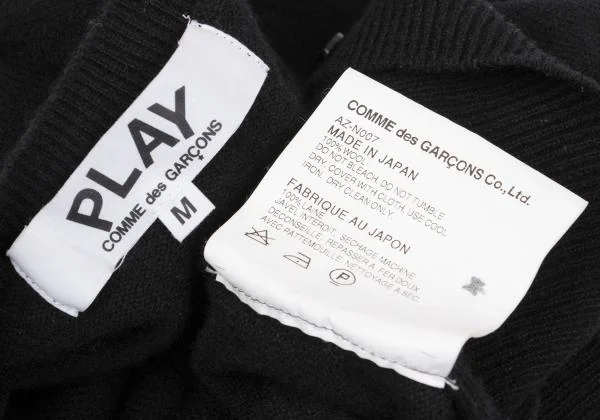 PLAY
COMME des GARÇONS
M
COMME des GARÇONS Co.,Ltd.
AZ-N007
MADE IN JAPAN
100% WOOL
DO NOT BLEACH. DO NOT TUMBLE
DRY. COVER WITH CLOTH, USE COOL
IRON. DRY CLEAN ONLY.
FABRIQUE AU JAPON
100% LAINE
JAVEL INTERDIT. SECHAGE MACHINE
DECONSEILLE. REPASSER A FER DOUX
AVEC PATTEMOUILLE. NETTOYAGE A SEC.
P